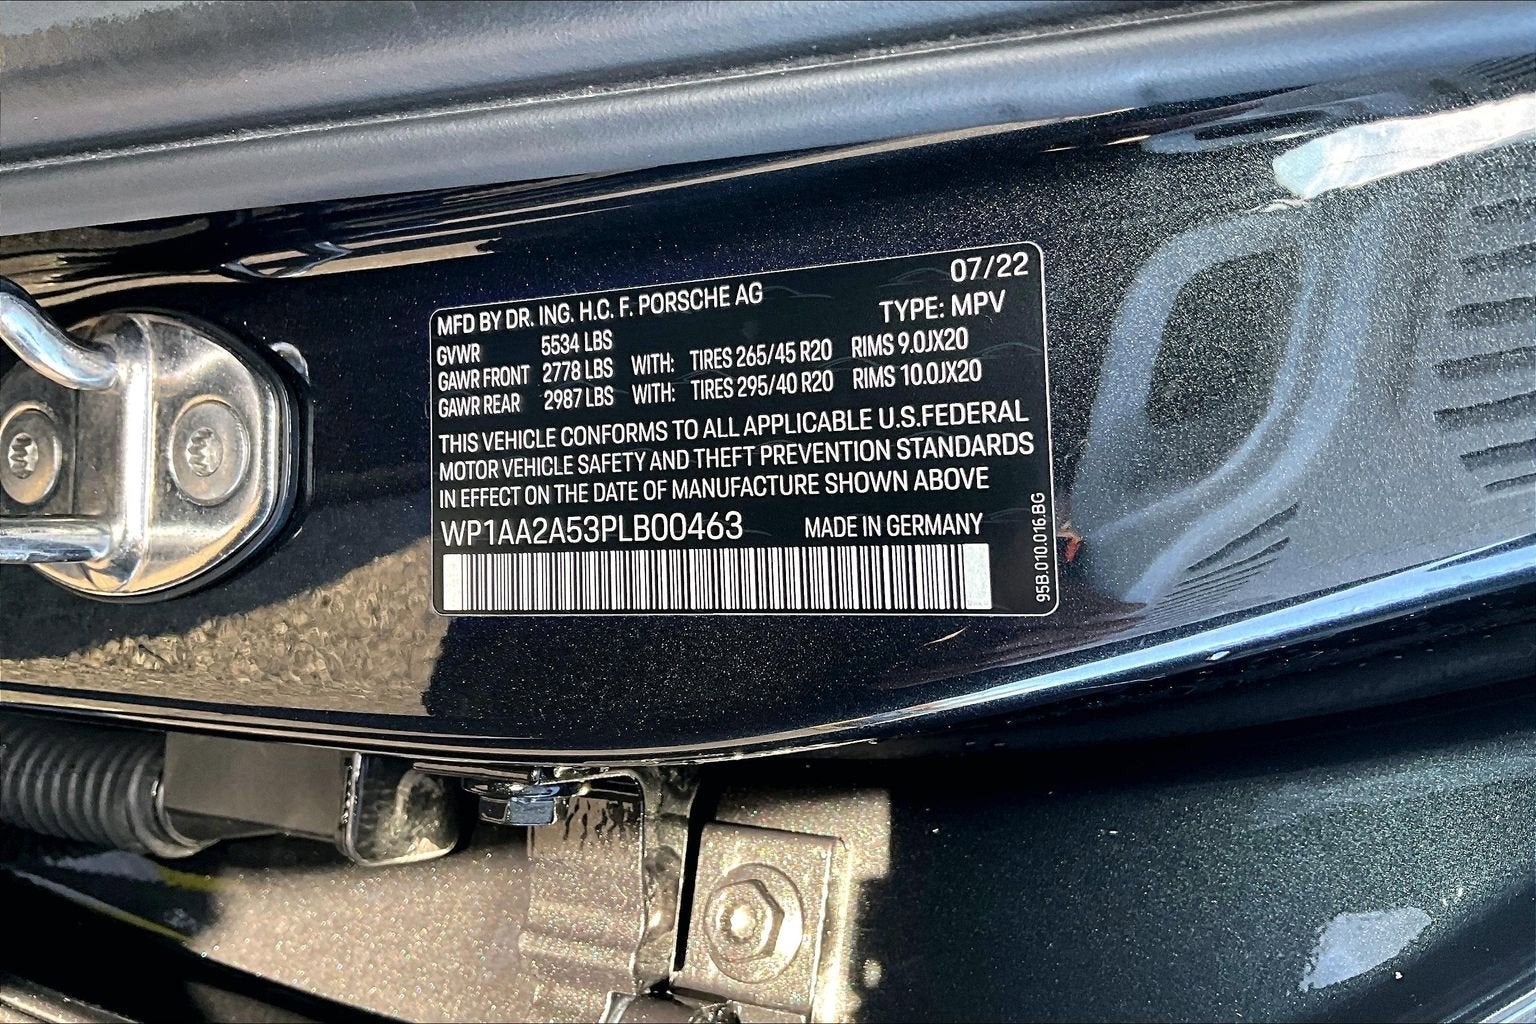 07/22
MFD BY DR. ING. H.C. F. PORSCHE AG TYPE: MPV
GVWR 5534 LBS
GAWR FRONT 2778 LBS WITH: TIRES 265/45 R20 RIMS 9.0JX20
GAWR REAR 2987 LBS WITH: TIRES 295/40 R20 RIMS 10.0JX20
THIS VEHICLE CONFORMS TO ALL APPLICABLE U.S.FEDERAL
MOTOR VEHICLE SAFETY AND THEFT PREVENTION STANDARDS
IN EFFECT ON THE DATE OF MANUFACTURE SHOWN ABOVE
WP1AA2A53PLB00463 MADE IN GERMANY
95B.010.016.BG